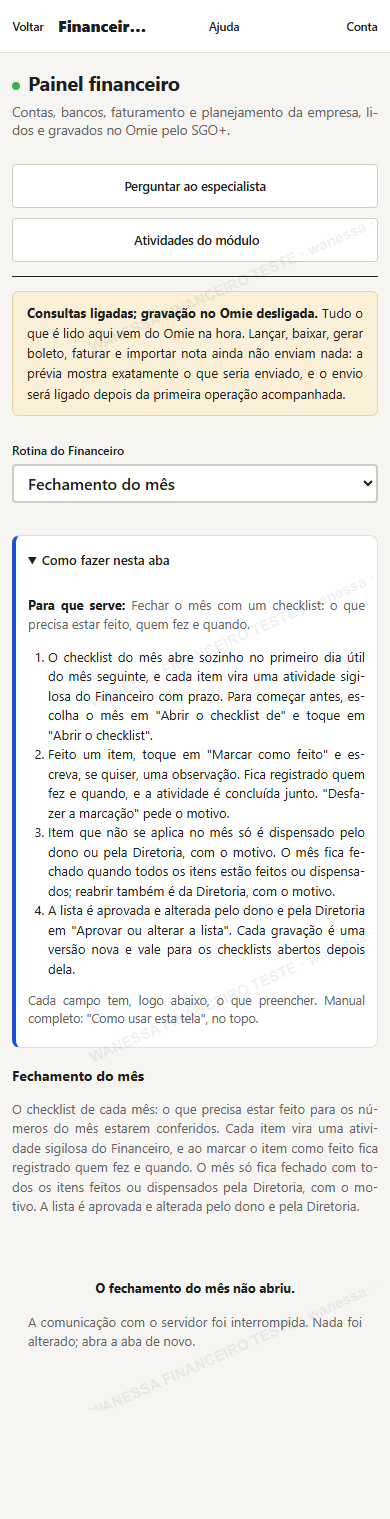 Voltar Financeir... Ajuda Conta
Painel financeiro
Contas, bancos, faturamento e planejamento da empresa, li-
dos e gravados no Omie pelo SGO+.
Perguntar ao especialista
Atividades do módulo
Consultas ligadas; gravação no Omie desligada. Tudo o
que é lido aqui vem do Omie na hora. Lançar, baixar, gerar
boleto, faturar e importar nota ainda não enviam nada: a
prévia mostra exatamente o que seria enviado, e o envio
será ligado depois da primeira operação acompanhada.
Rotina do Financeiro
Fechamento do mês
Como fazer nesta aba
Para que serve: Fechar o mês com um checklist: o que
precisa estar feito, quem fez e quando.
1. O checklist do mês abre sozinho no primeiro dia útil
do mês seguinte, e cada item vira uma atividade sigi-
losa do Financeiro com prazo. Para começar antes, es-
colha o mês em "Abrir o checklist de" e toque em
"Abrir o checklist".
2. Feito um item, toque em "Marcar como feito" e es-
creva, se quiser, uma observação. Fica registrado quem
fez e quando, e a atividade é concluída junto. "Desfa-
zer a marcação" pede o motivo.
3. Item que não se aplica no mês só é dispensado pelo
dono ou pela Diretoria, com o motivo. O mês fica fe-
chado quando todos os itens estão feitos ou dispensa-
dos; reabrir também é da Diretoria, com o motivo.
4. A lista é aprovada e alterada pelo dono e pela Diretoria
em "Aprovar ou alterar a lista". Cada gravação é uma
versão nova e vale para os checklists abertos depois
dela.
Cada campo tem, logo abaixo, o que preencher. Manual
completo: "Como usar esta tela", no topo.
Fechamento do mês
O checklist de cada mês: o que precisa estar feito para os nú-
meros do mês estarem conferidos. Cada item vira uma ativi-
dade sigilosa do Financeiro, e ao marcar o item como feito fica
registrado quem fez e quando. O mês só fica fechado com to-
dos os itens feitos ou dispensados pela Diretoria, com o mo-
tivo. A lista é aprovada e alterada pelo dono e pela Diretoria.
O fechamento do mês não abriu.
A comunicação com o servidor foi interrompida. Nada foi
alterado; abra a aba de novo.
WANESSA FINANCEIRO TESTE - wanessa -
WANESSA FINANCEIRO TESTE - wanessa -
WANESSA FINANCEIRO TESTE - wanessa -
WANESSA FINANCEIRO TESTE - wanessa -